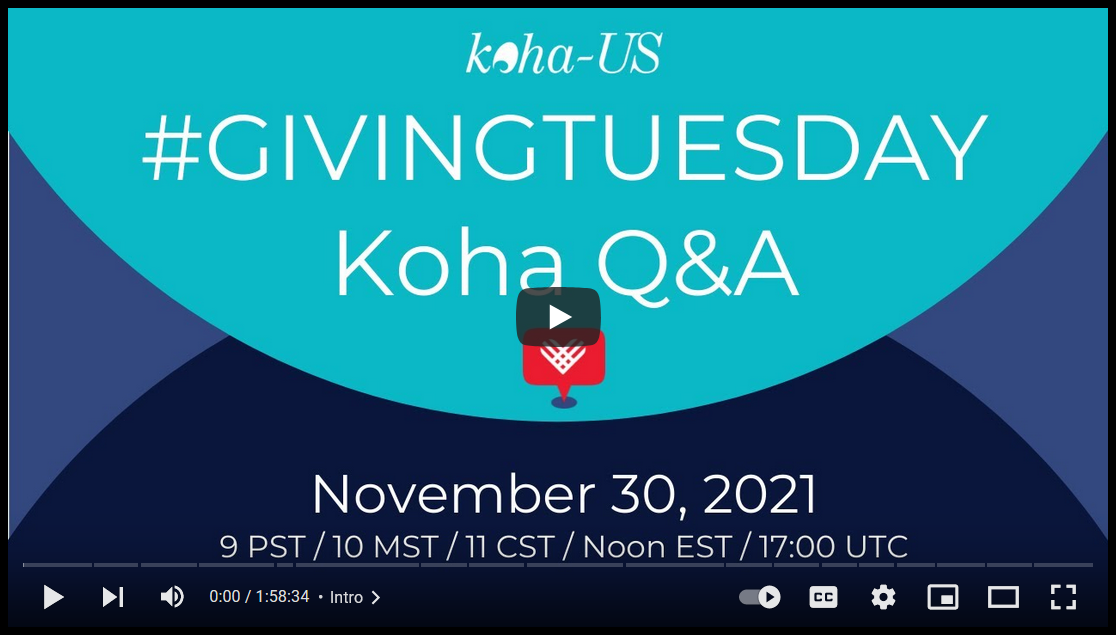 koha-US
#GIVINGTUESDAY
Koha Q&A
November 30, 2021
9 PST / 10 MST / 11 CST / Noon EST / 17:00 UTC
0:00 / 1:58:34 • Intro
CC